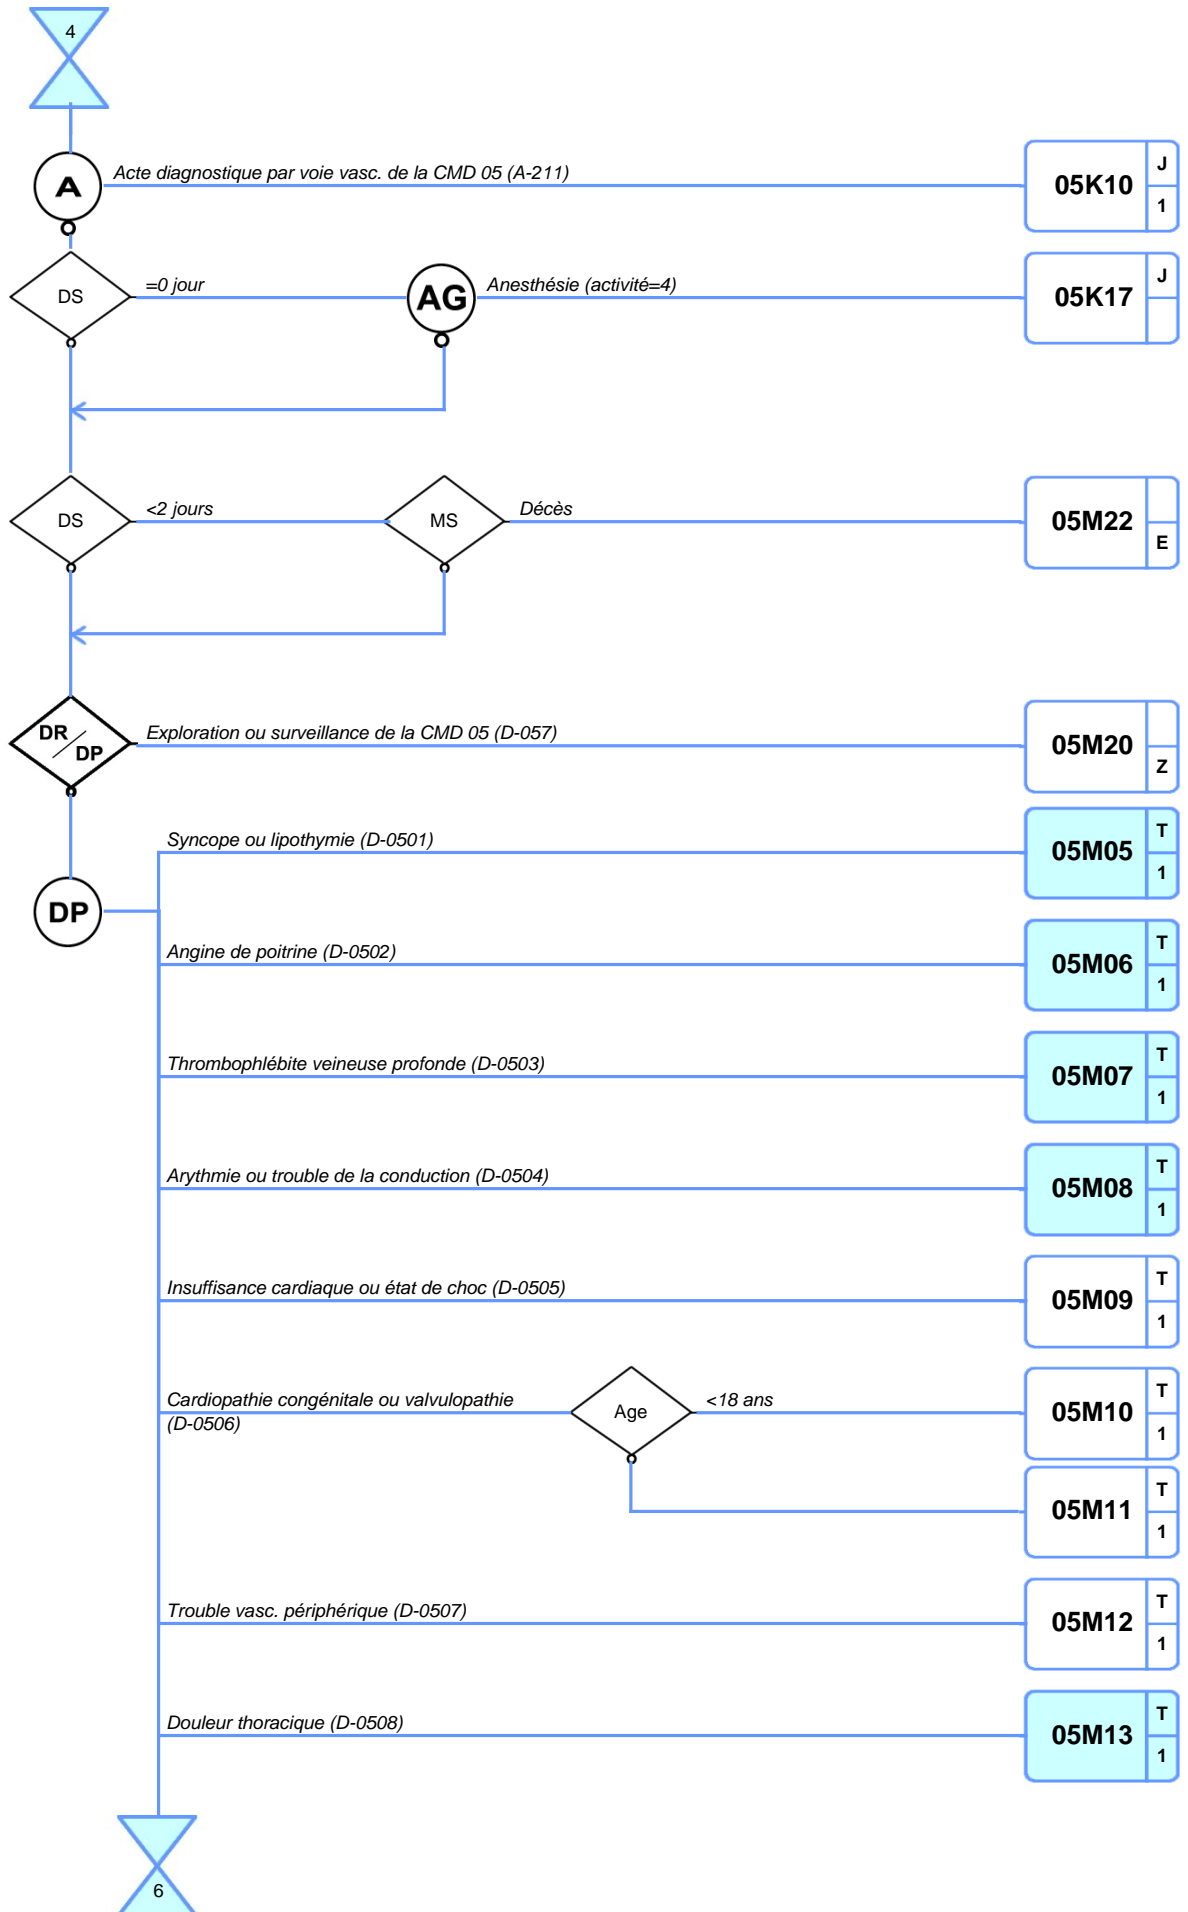 4
A
Acte diagnostique par voie vasc. de la CMD 05 (A-211)
05K10
J
1
DS
=0 jour
AG
Anesthésie (activité=4)
05K17
J
DS
<2 jours
MS
Décès
05M22
E
DR
DP
Exploration ou surveillance de la CMD 05 (D-057)
05M20
Z
DP
Syncope ou lipothymie (D-0501)
05M05
T
1
Angine de poitrine (D-0502)
05M06
T
1
Thrombophlébite veineuse profonde (D-0503)
05M07
T
1
Arythmie ou trouble de la conduction (D-0504)
05M08
T
1
Insuffisance cardiaque ou état de choc (D-0505)
05M09
T
1
Cardiopathie congénitale ou valvulopathie
(D-0506)
Age
<18 ans
05M10
T
1
05M11
T
1
Trouble vasc. périphérique (D-0507)
05M12
T
1
Douleur thoracique (D-0508)
05M13
T
1
6